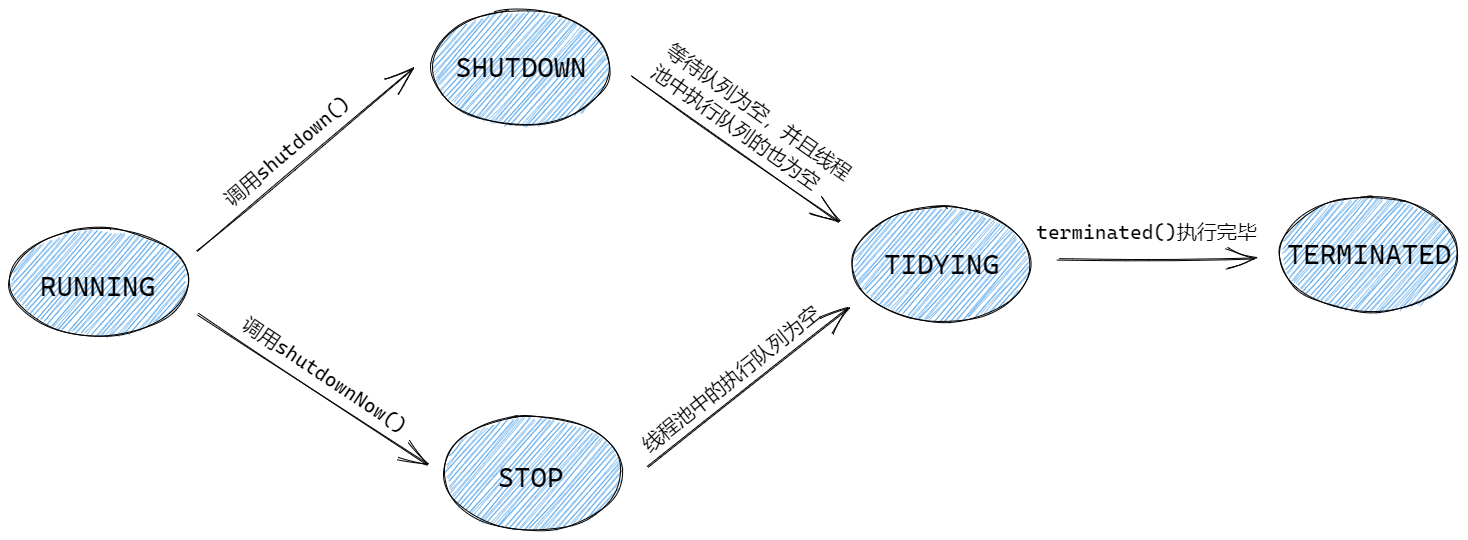 SHUTDOWN
等待队列为空，并且线程
池中执行队列的也为空
调用shutdown()
RUNNING
TIDYING
terminated()执行完毕
TERMINATED
调用shutdownNow()
线程池中的执行队列为空
STOP